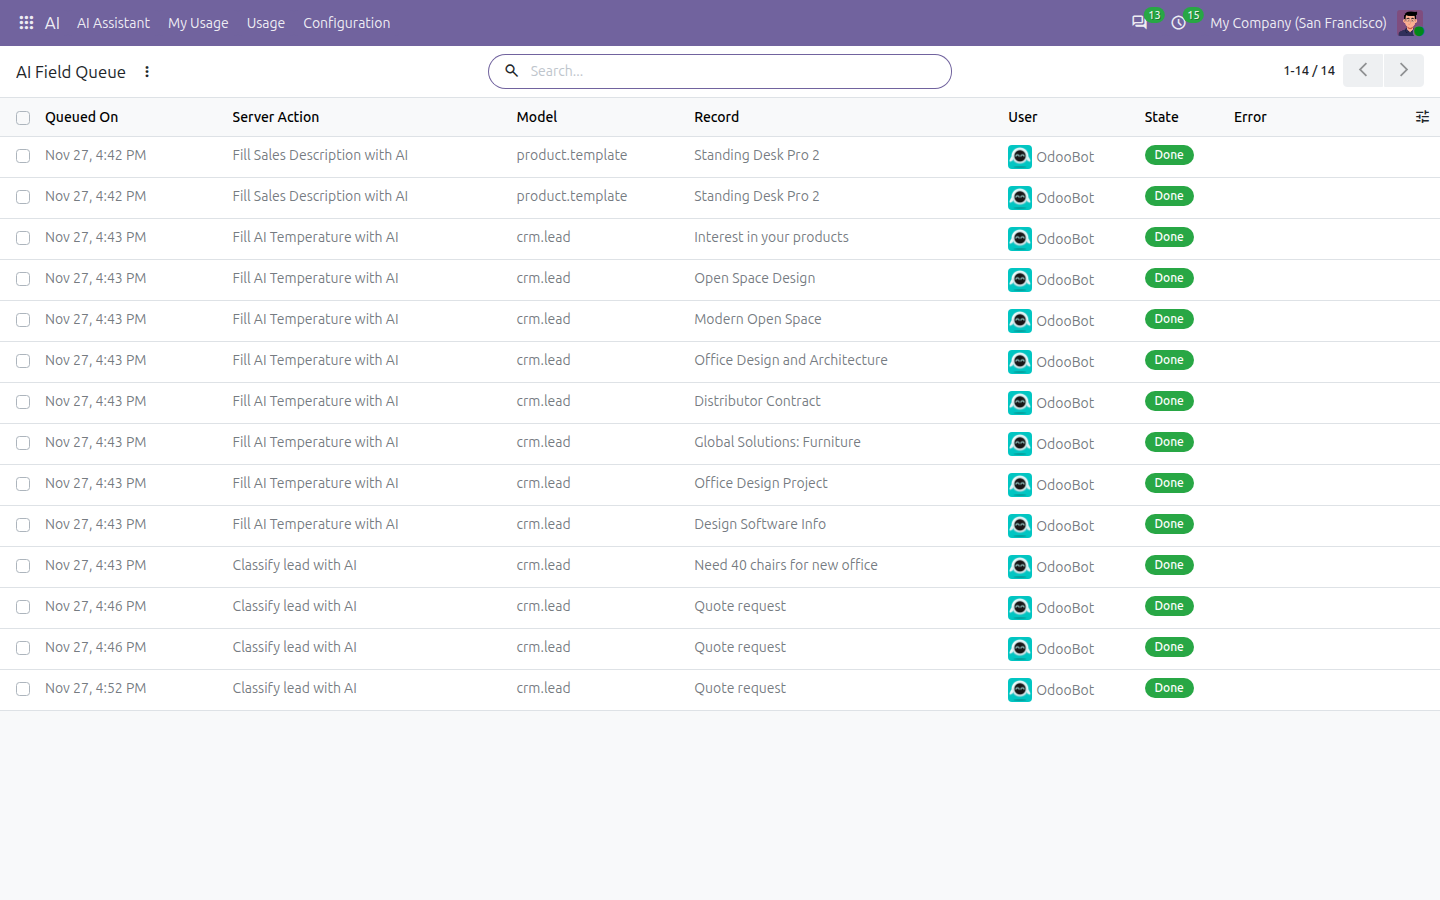 AI AI Assistant My Usage Usage Configuration 13 15 My Company (San Francisco)
AI Field Queue Search... 1-14 / 14
Queued On Server Action Model Record User State Error
Nov 27, 4:42 PM Fill Sales Description with AI product.template Standing Desk Pro 2 OdooBot Done
Nov 27, 4:42 PM Fill Sales Description with AI product.template Standing Desk Pro 2 OdooBot Done
Nov 27, 4:43 PM Fill AI Temperature with AI crm.lead Interest in your products OdooBot Done
Nov 27, 4:43 PM Fill AI Temperature with AI crm.lead Open Space Design OdooBot Done
Nov 27, 4:43 PM Fill AI Temperature with AI crm.lead Modern Open Space OdooBot Done
Nov 27, 4:43 PM Fill AI Temperature with AI crm.lead Office Design and Architecture OdooBot Done
Nov 27, 4:43 PM Fill AI Temperature with AI crm.lead Distributor Contract OdooBot Done
Nov 27, 4:43 PM Fill AI Temperature with AI crm.lead Global Solutions: Furniture OdooBot Done
Nov 27, 4:43 PM Fill AI Temperature with AI crm.lead Office Design Project OdooBot Done
Nov 27, 4:43 PM Fill AI Temperature with AI crm.lead Design Software Info OdooBot Done
Nov 27, 4:43 PM Classify lead with AI crm.lead Need 40 chairs for new office OdooBot Done
Nov 27, 4:46 PM Classify lead with AI crm.lead Quote request OdooBot Done
Nov 27, 4:46 PM Classify lead with AI crm.lead Quote request OdooBot Done
Nov 27, 4:52 PM Classify lead with AI crm.lead Quote request OdooBot Done